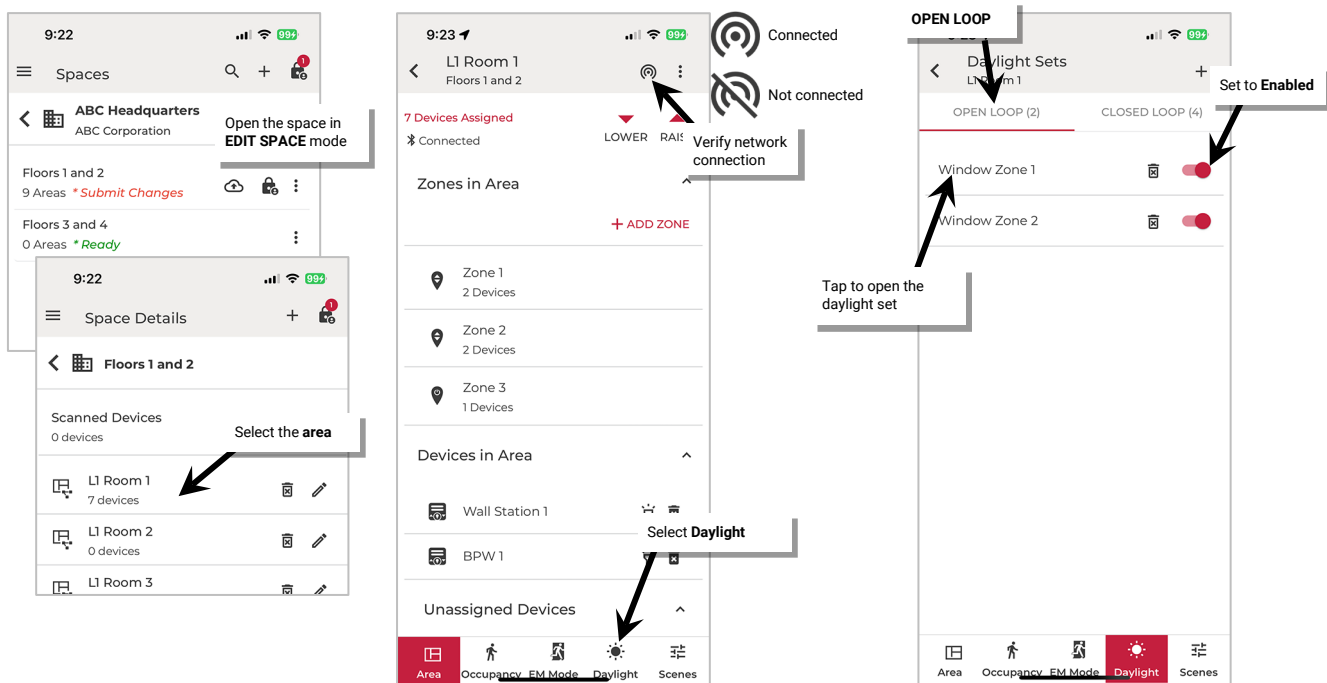 9:22
99+
Spaces
1
ABC Headquarters
ABC Corporation
Open the space in
EDIT SPACE mode
Floors 1 and 2
9 Areas * Submit Changes
Floors 3 and 4
0 Areas * Ready
9:22
99+
Space Details
1
Floors 1 and 2
Scanned Devices
0 devices
Select the area
L1 Room 1
7 devices
L1 Room 2
0 devices
L1 Room 3
9:23
99+
L1 Room 1
Floors 1 and 2
Connected
Not connected
7 Devices Assigned
Connected
LOWER
Verify network
connection
Zones in Area
+ ADD ZONE
Zone 1
2 Devices
Zone 2
2 Devices
Zone 3
1 Devices
Devices in Area
Wall Station 1
Select Daylight
BPW 1
Unassigned Devices
Area Occupancy EM Mode Daylight Scenes
OPEN LOOP
99+
Daylight Sets
L1 Room 1
Set to Enabled
OPEN LOOP (2) CLOSED LOOP (4)
Window Zone 1
Window Zone 2
Tap to open the
daylight set
Area Occupancy EM Mode Daylight Scenes